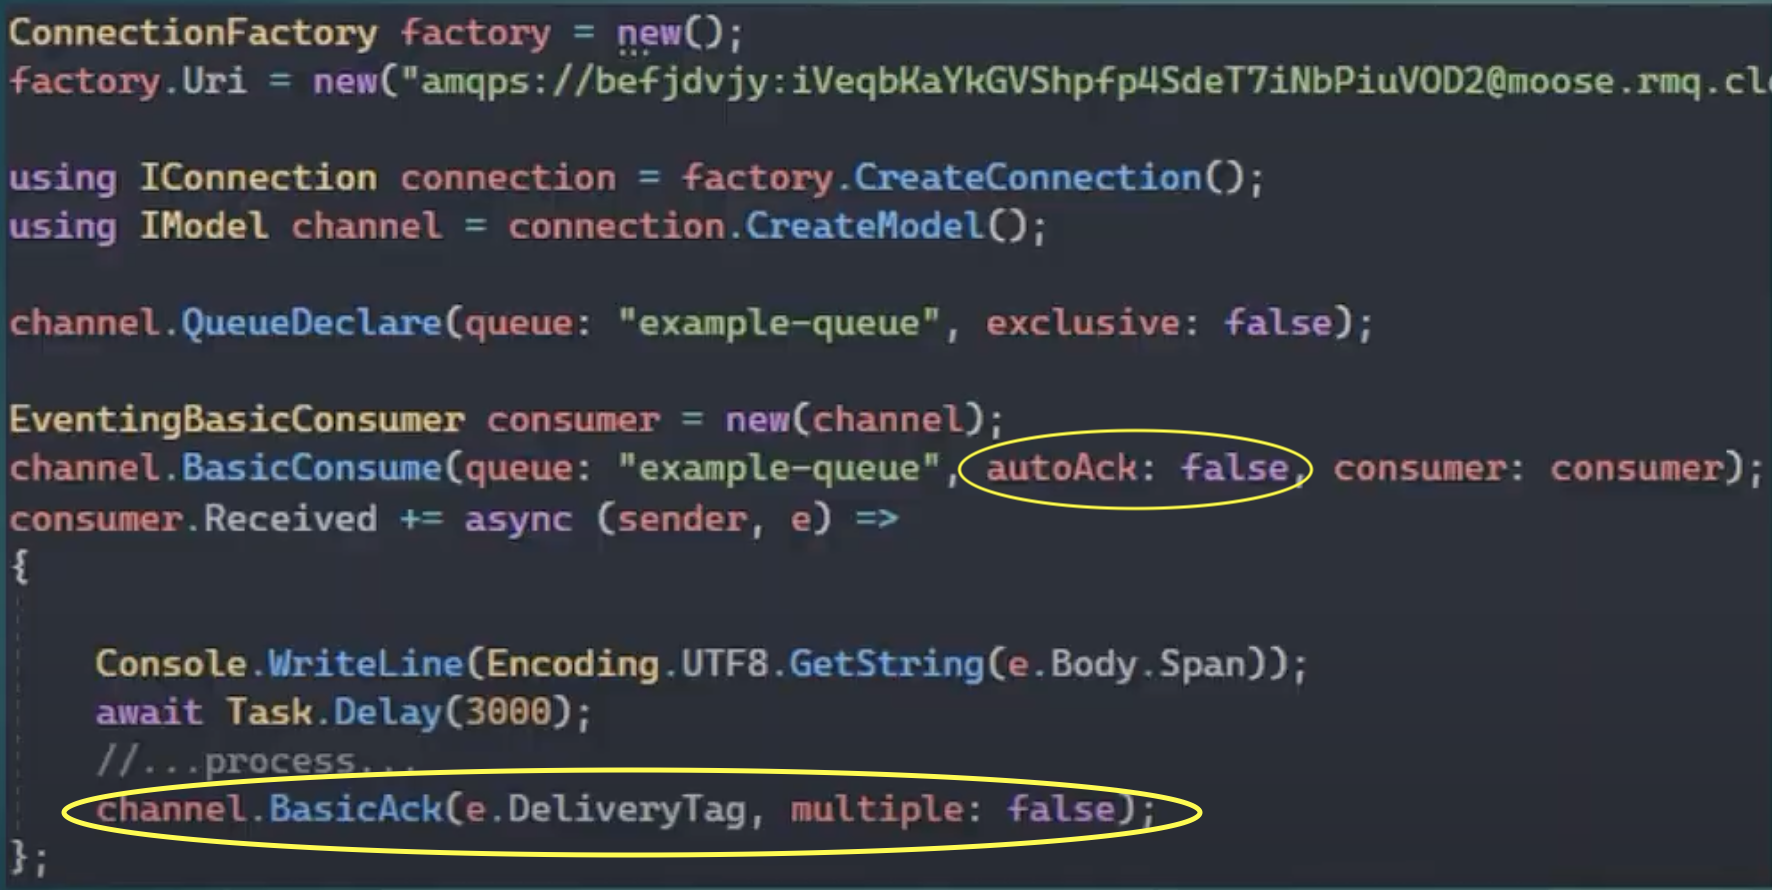 ConnectionFactory factory = new();
factory.Uri = new("amqps://befjdvjy:iVeqbKaYkGVShpfp4SdeT7iNbPiuVOD2@moose.rmq.clo
using IConnection connection = factory.CreateConnection();
using IModel channel = connection.CreateModel();
channel.QueueDeclare(queue: "example-queue", exclusive: false);
EventingBasicConsumer consumer = new(channel);
channel.BasicConsume(queue: "example-queue", autoAck: false, consumer: consumer);
consumer.Received += async (sender, e) =>
{
Console.WriteLine(Encoding.UTF8.GetString(e.Body.Span));
await Task.Delay(3000);
//...process...
channel.BasicAck(e.DeliveryTag, multiple: false);
};